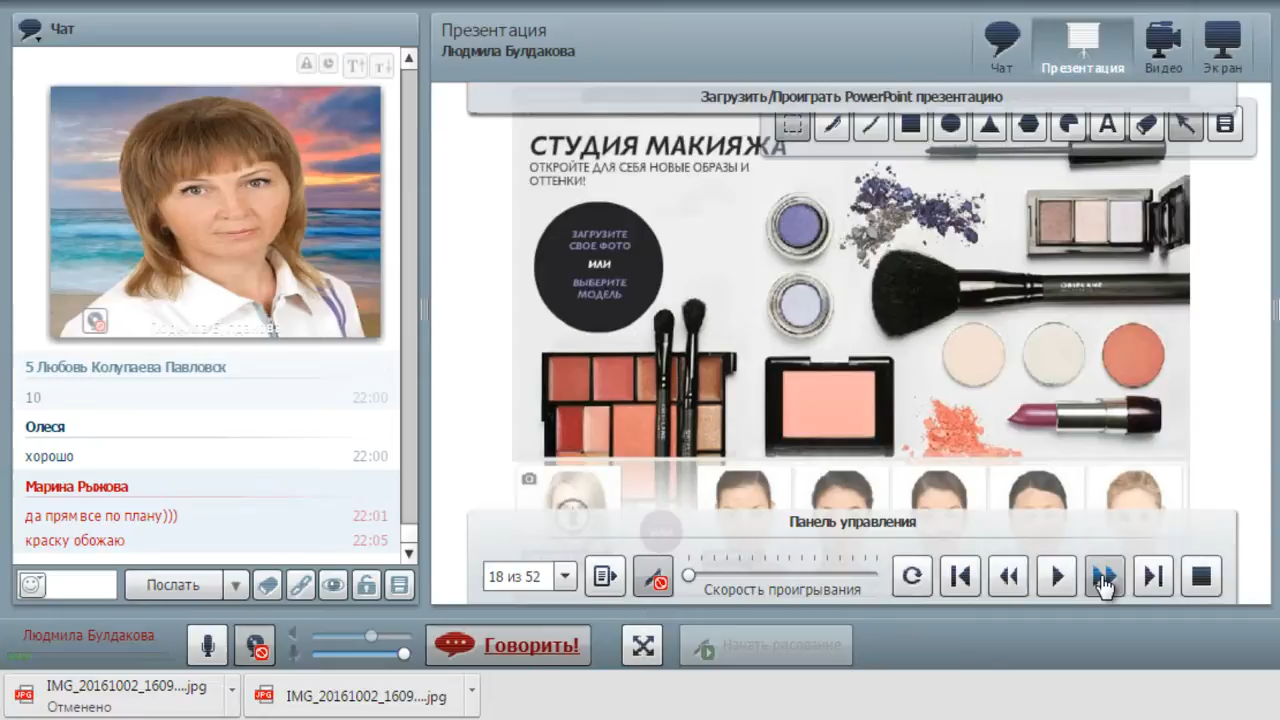 Чат
Презентация
Людмила Булдакова
Чат
Презентация
Видео
Экран
Загрузить/Проиграть PowerPoint презентацию
СТУДИЯ МАКИЯЖА
ОТКРОЙТЕ ДЛЯ СЕБЯ НОВЫЕ ОБРАЗЫ И
ОТТЕНКИ!
ЗАГРУЗИТЕ
СВОЕ ФОТО
ИЛИ
ВЫБЕРИТЕ
МОДЕЛЬ
5 Любовь Колупаева Павловск
10 22:00
Олеся
хорошо 22:00
Марина Рыжова
да прям все по плану))) 22:01
краску обожаю 22:05
Послать
Панель управления
18 из 52
Скорость проигрывания
Людмила Булдакова
Говорить!
Начать рисование
IMG_20161002_1609....jpg
Отменено
IMG_20161002_1609....jpg